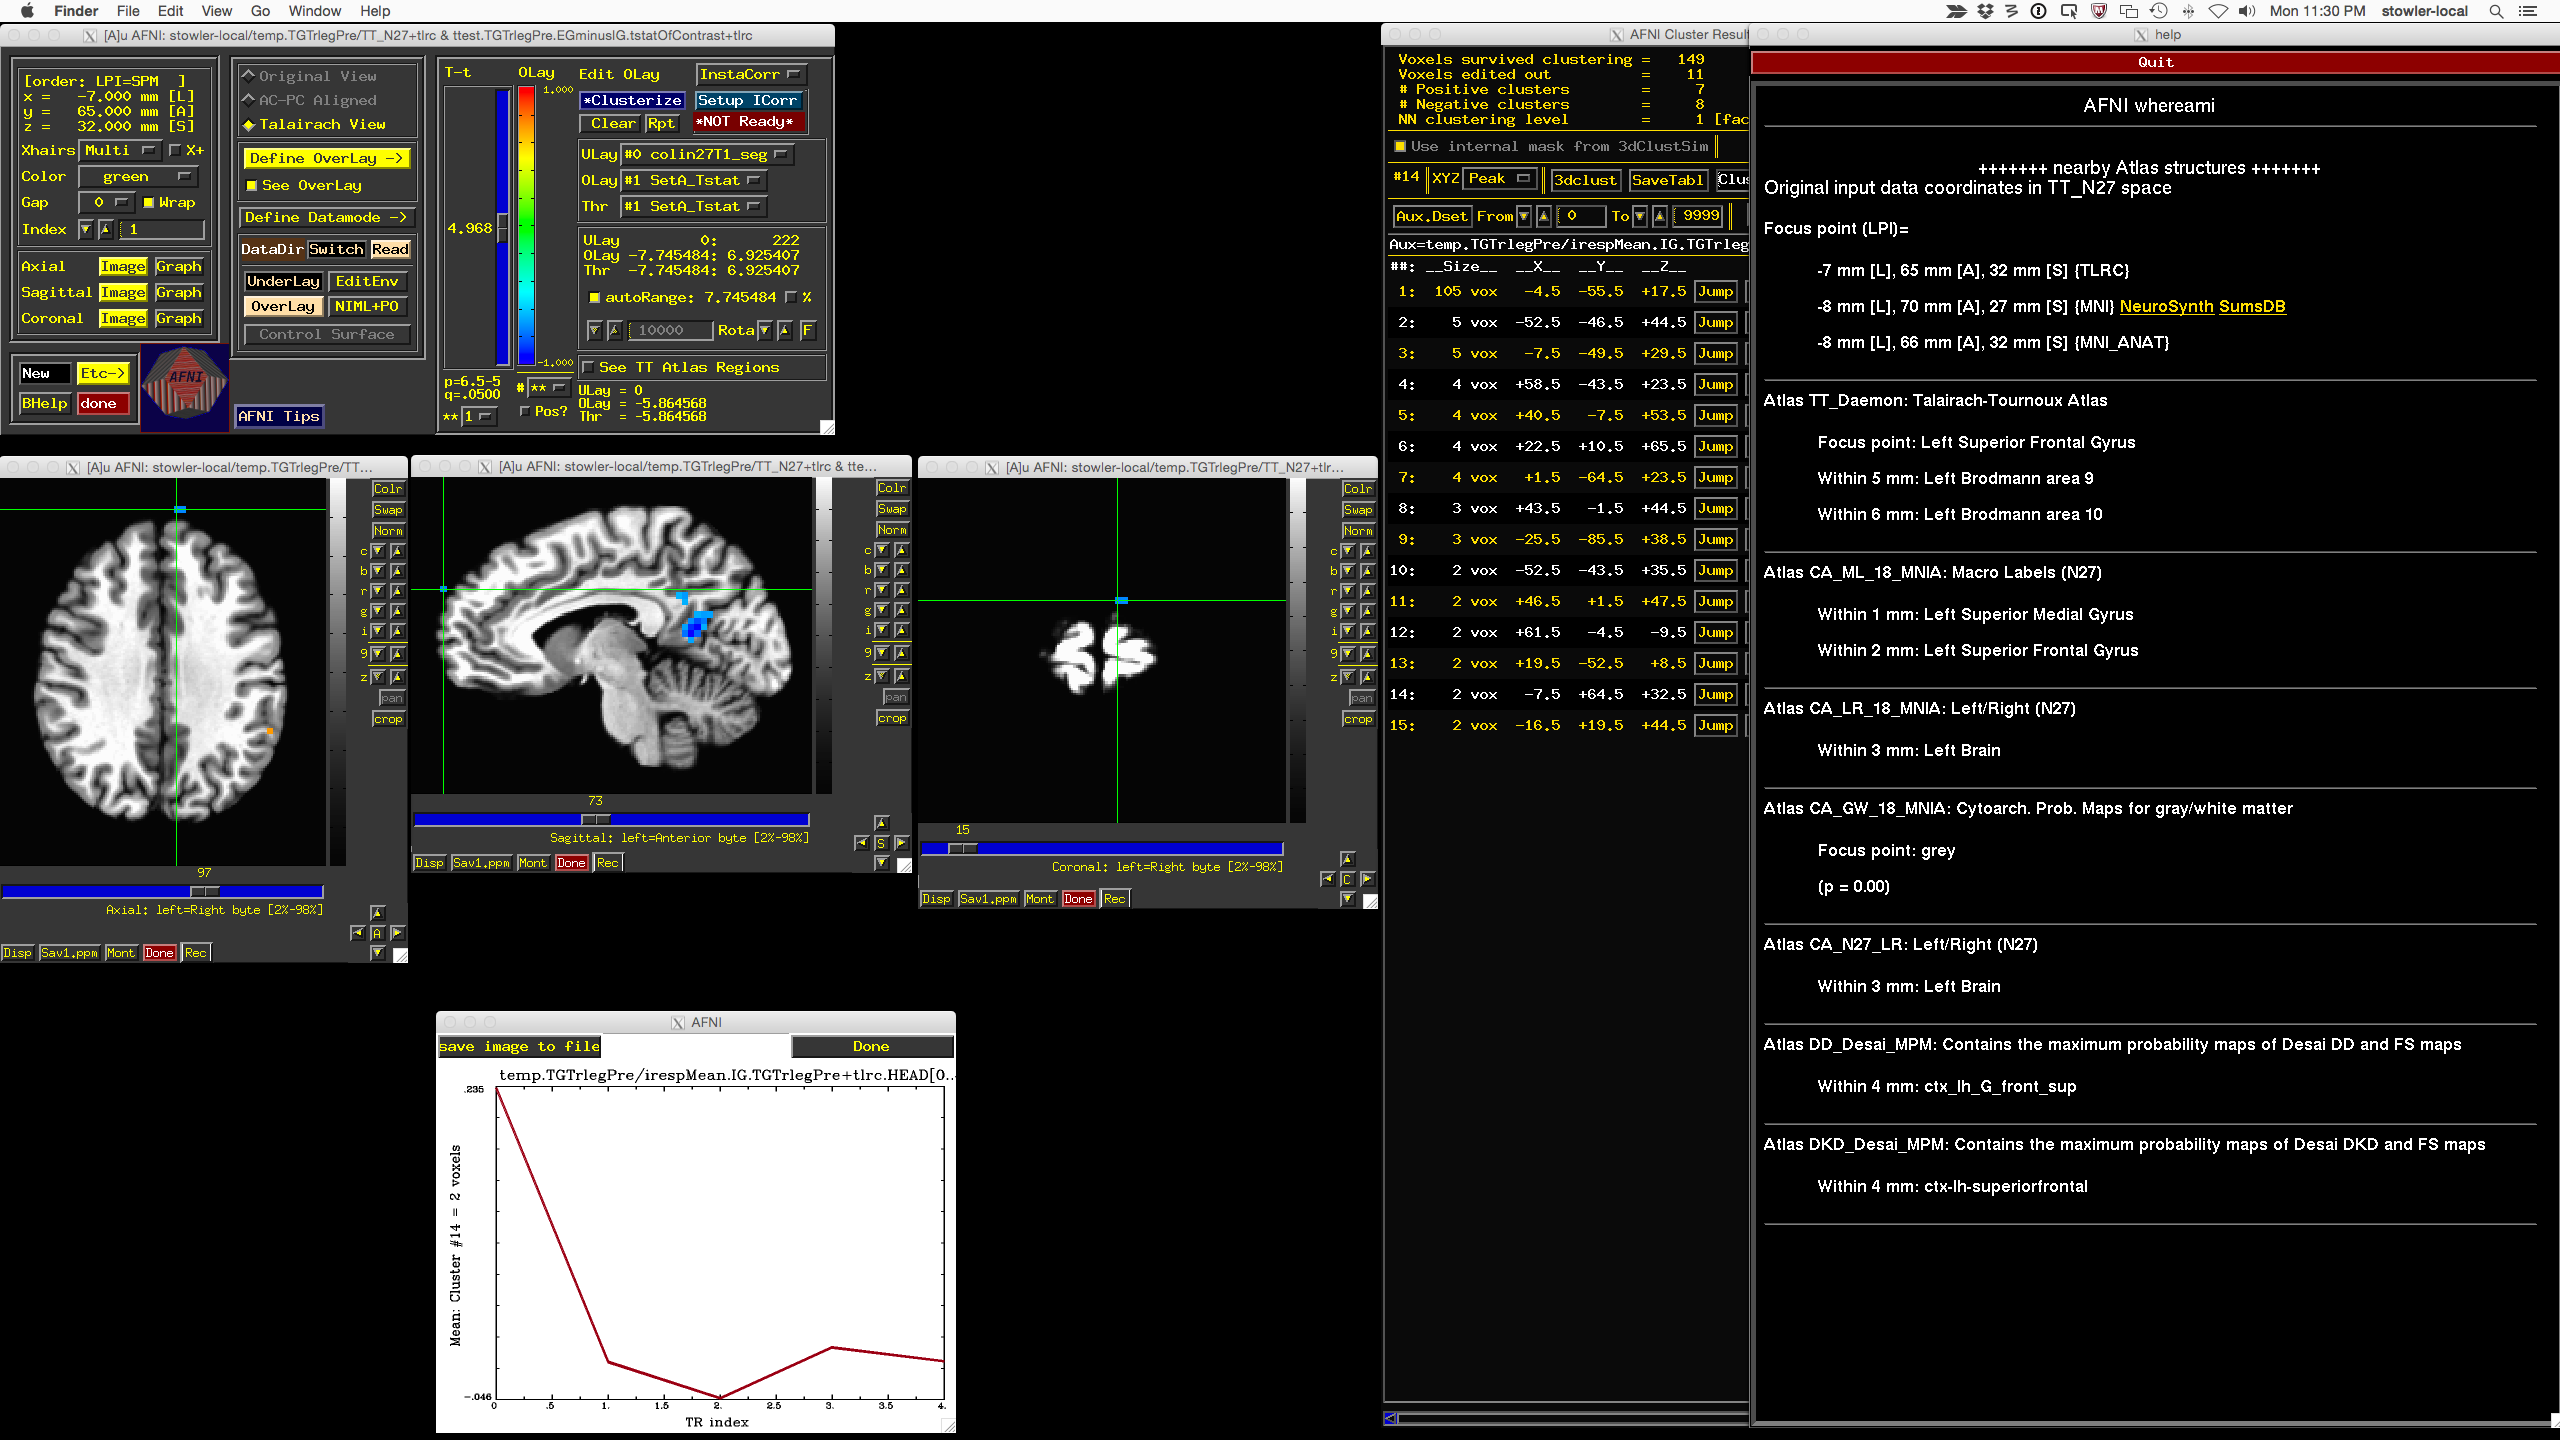 Finder File Edit View Go Window Help
Mon 11:30 PM stowler-local
[A]u AFNI: stowler-local/temp.TGTrlegPre/TT_N27+tlrc & ttest.TGTrlegPre.EGminusIG.tstatOfContrast+tlrc
[order: LPI=SPM ]
x = -7.000 mm [L]
y = 65.000 mm [A]
z = 32.000 mm [S]
Xhairs Multi X+
Color green
Gap 0 Wrap
Index 1
Axial Image Graph
Sagittal Image Graph
Coronal Image Graph
New Etc->
BHelp done
AFNI
Original View
AC-PC Aligned
Talairach View
Define OverLay ->
See OverLay
Define Datamode ->
DataDir Switch Read
UnderLay EditEnv
OverLay NIML+PO
Control Surface
AFNI Tips
T-t OLay
1.000
4.968
-1.000
p=6.5-5
q=.0500
# **
** 1
Pos?
Edit OLay InstaCorr
*Clusterize Setup ICorr
Clear Rpt *NOT Ready*
ULay #0 colin27T1_seg
OLay #1 SetA_Tstat
Thr #1 SetA_Tstat
ULay 0: 222
OLay -7.745484: 6.925407
Thr -7.745484: 6.925407
autoRange: 7.745484 %
10000 Rota F
See TT Atlas Regions
ULay = 0
OLay = -5.864568
Thr = -5.864568
[A]u AFNI: stowler-local/temp.TGTrlegPre/TT...
Colr
Swap
Norm
c
b
r
g
i
9
z
pan
crop
97
Axial: left=Right byte [2%-98%]
A
Disp Sav1.ppm Mont Done Rec
[A]u AFNI: stowler-local/temp.TGTrlegPre/TT_N27+tlrc & tte...
Colr
Swap
Norm
c
b
r
g
i
9
z
pan
crop
73
Sagittal: left=Anterior byte [2%-98%]
S
Disp Sav1.ppm Mont Done Rec
[A]u AFNI: stowler-local/temp.TGTrlegPre/TT_N27+tlr...
Colr
Swap
Norm
c
b
r
g
i
9
z
pan
crop
15
Coronal: left=Right byte [2%-98%]
C
Disp Sav1.ppm Mont Done Rec
AFNI
save image to file Done
temp.TGTrlegPre/irespMean.IG.TGTrlegPre+tlrc.HEAD[0..
.235
Mean: Cluster #14 = 2 voxels
-.046
0 .5 1. 1.5 2. 2.5 3. 3.5 4.
TR index
AFNI Cluster Result
Voxels survived clustering = 149
Voxels edited out = 11
# Positive clusters = 7
# Negative clusters = 8
NN clustering level = 1 [fac
Use internal mask from 3dClustSim
#14 XYZ Peak 3dclust SaveTabl Clus
Aux.Dset From 0 To 9999
Aux=temp.TGTrlegPre/irespMean.IG.TGTrleg
##: __Size__ __X__ __Y__ __Z__
1: 105 vox -4.5 -55.5 +17.5 Jump
2: 5 vox -52.5 -46.5 +44.5 Jump
3: 5 vox -7.5 -49.5 +29.5 Jump
4: 4 vox +58.5 -43.5 +23.5 Jump
5: 4 vox +40.5 -7.5 +53.5 Jump
6: 4 vox +22.5 +10.5 +65.5 Jump
7: 4 vox +1.5 -64.5 +23.5 Jump
8: 3 vox +43.5 -1.5 +44.5 Jump
9: 3 vox -25.5 -85.5 +38.5 Jump
10: 2 vox -52.5 -43.5 +35.5 Jump
11: 2 vox +46.5 +1.5 +47.5 Jump
12: 2 vox +61.5 -4.5 -9.5 Jump
13: 2 vox +19.5 -52.5 +8.5 Jump
14: 2 vox -7.5 +64.5 +32.5 Jump
15: 2 vox -16.5 +19.5 +44.5 Jump
help
Quit
AFNI whereami
+++++++ nearby Atlas structures +++++++
Original input data coordinates in TT_N27 space
Focus point (LPI)=
-7 mm [L], 65 mm [A], 32 mm [S] {TLRC}
-8 mm [L], 70 mm [A], 27 mm [S] {MNI} NeuroSynth SumsDB
-8 mm [L], 66 mm [A], 32 mm [S] {MNI_ANAT}
Atlas TT_Daemon: Talairach-Tournoux Atlas
Focus point: Left Superior Frontal Gyrus
Within 5 mm: Left Brodmann area 9
Within 6 mm: Left Brodmann area 10
Atlas CA_ML_18_MNIA: Macro Labels (N27)
Within 1 mm: Left Superior Medial Gyrus
Within 2 mm: Left Superior Frontal Gyrus
Atlas CA_LR_18_MNIA: Left/Right (N27)
Within 3 mm: Left Brain
Atlas CA_GW_18_MNIA: Cytoarch. Prob. Maps for gray/white matter
Focus point: grey
(p = 0.00)
Atlas CA_N27_LR: Left/Right (N27)
Within 3 mm: Left Brain
Atlas DD_Desai_MPM: Contains the maximum probability maps of Desai DD and FS maps
Within 4 mm: ctx_lh_G_front_sup
Atlas DKD_Desai_MPM: Contains the maximum probability maps of Desai DKD and FS maps
Within 4 mm: ctx-lh-superiorfrontal